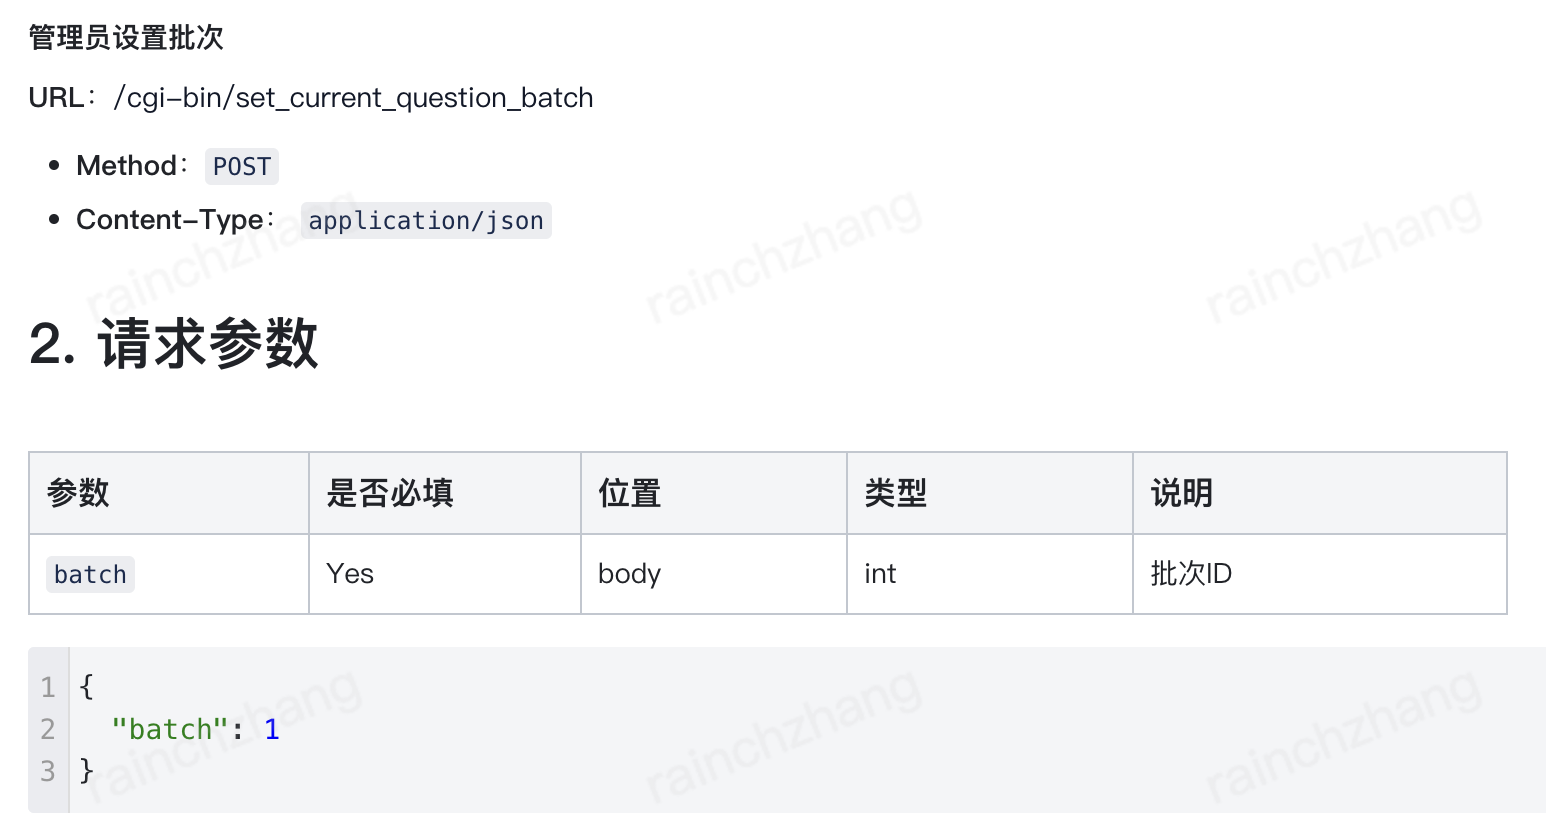 管理员设置批次
URL：/cgi-bin/set_current_question_batch
Method：POST
Content-Type： application/json
2. 请求参数
参数 是否必填 位置 类型 说明
batch Yes body int 批次ID
1 {
2 "batch": 1
3 }
rainchzhang rainchzhang rainchzhang
rainchzhang rainchzhang rainchzhang